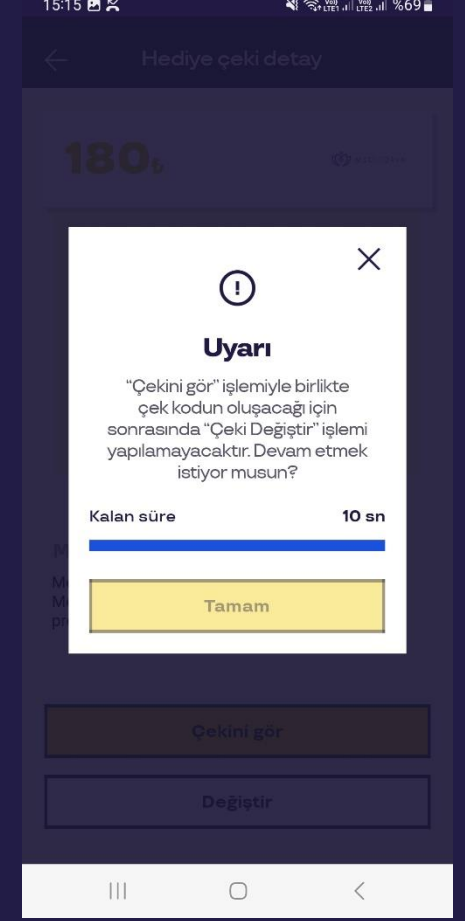 15:15 %69
Hediye çeki detay
180₺
Uyarı
“Çekini gör” işlemiyle birlikte
çek kodun oluşacağı için
sonrasında “Çeki Değiştir” işlemi
yapılamayacaktır. Devam etmek
istiyor musun?
Kalan süre 10 sn
Tamam
Çekini gör
Değiştir